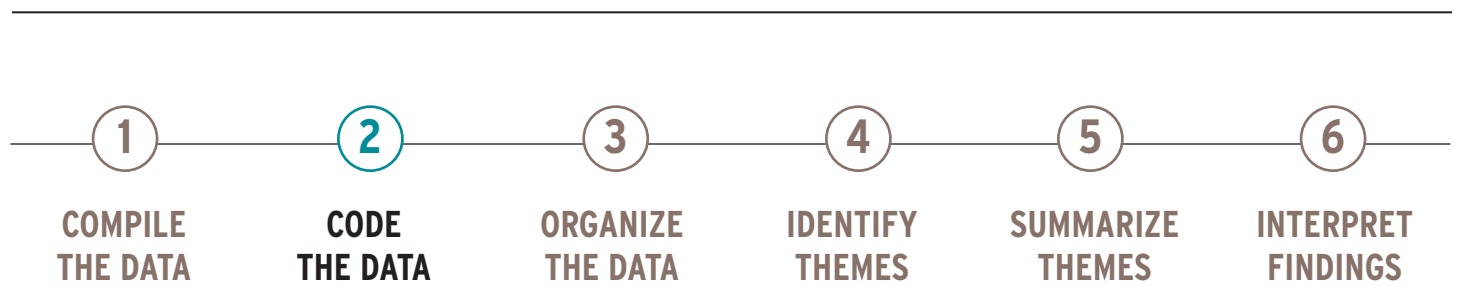 1 2 3 4 5 6
COMPILE CODE ORGANIZE IDENTIFY SUMMARIZE INTERPRET
THE DATA THE DATA THE DATA THEMES THEMES FINDINGS